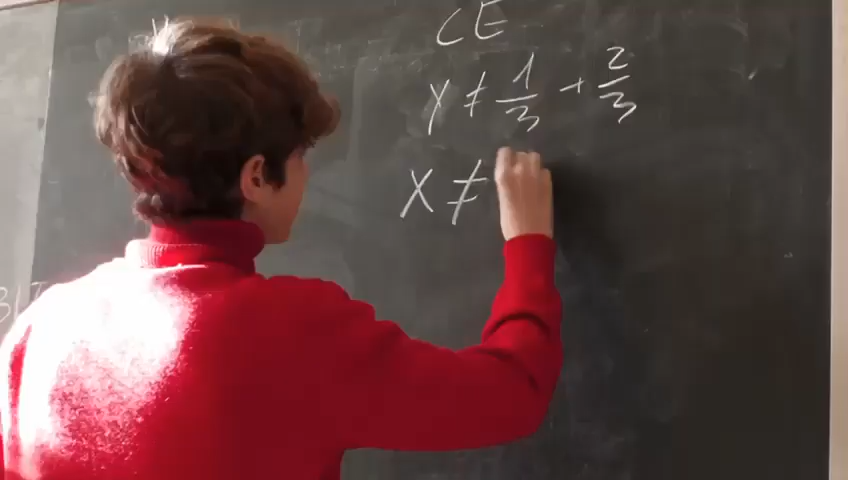 CE
y ≠ 1/3 + 2/3
x ≠